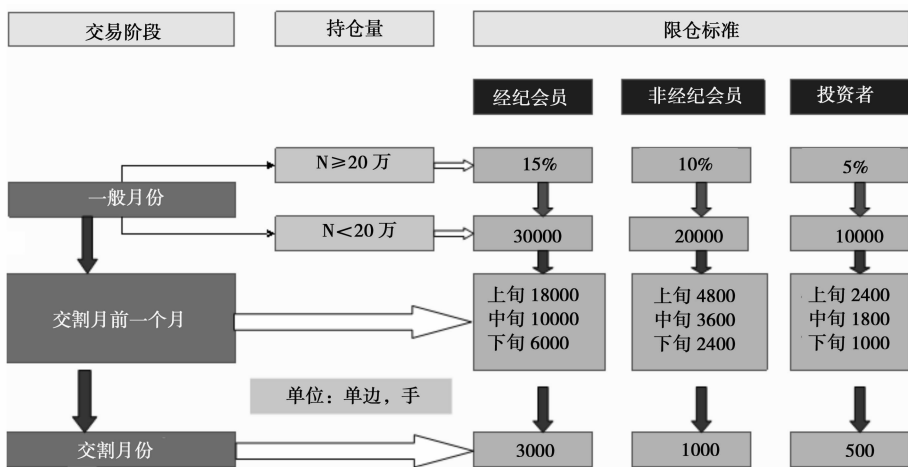 交易阶段
持仓量
限仓标准
经纪会员
非经纪会员
投资者
N≥20 万
15%
10%
5%
一般月份
N<20 万
30000
20000
10000
交割月前一个月
上旬 18000
中旬 10000
下旬 6000
上旬 4800
中旬 3600
下旬 2400
上旬 2400
中旬 1800
下旬 1000
单位：单边，手
交割月份
3000
1000
500